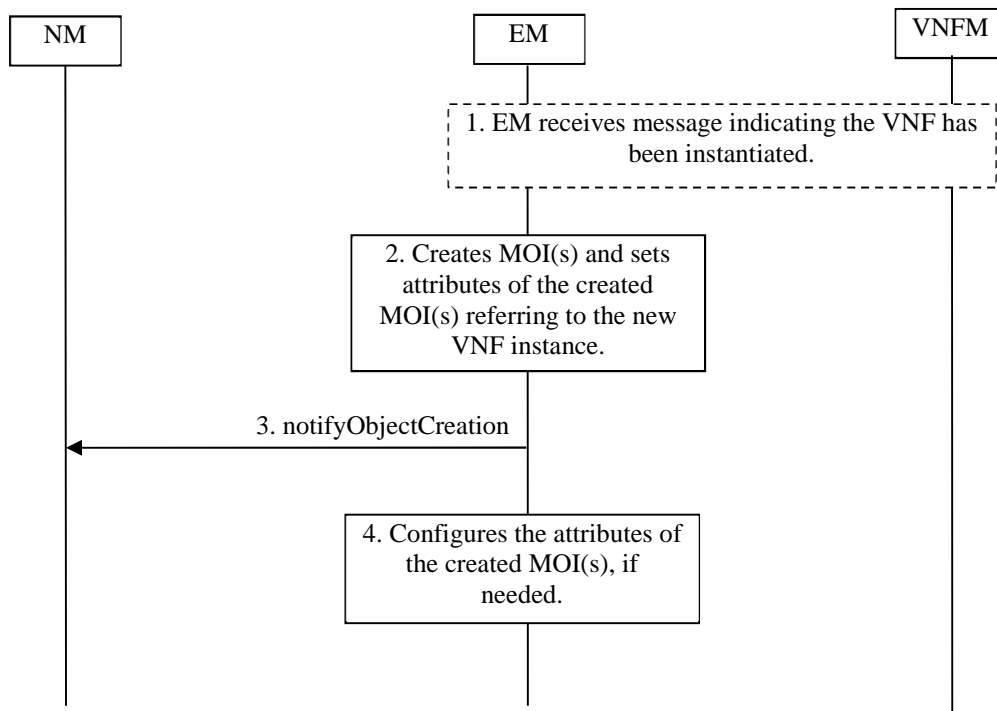 NM
EM
VNFM
1. EM receives message indicating the VNF has
been instantiated.
2. Creates MOI(s) and sets
attributes of the created
MOI(s) referring to the new
VNF instance.
3. notifyObjectCreation
4. Configures the attributes of
the created MOI(s), if
needed.